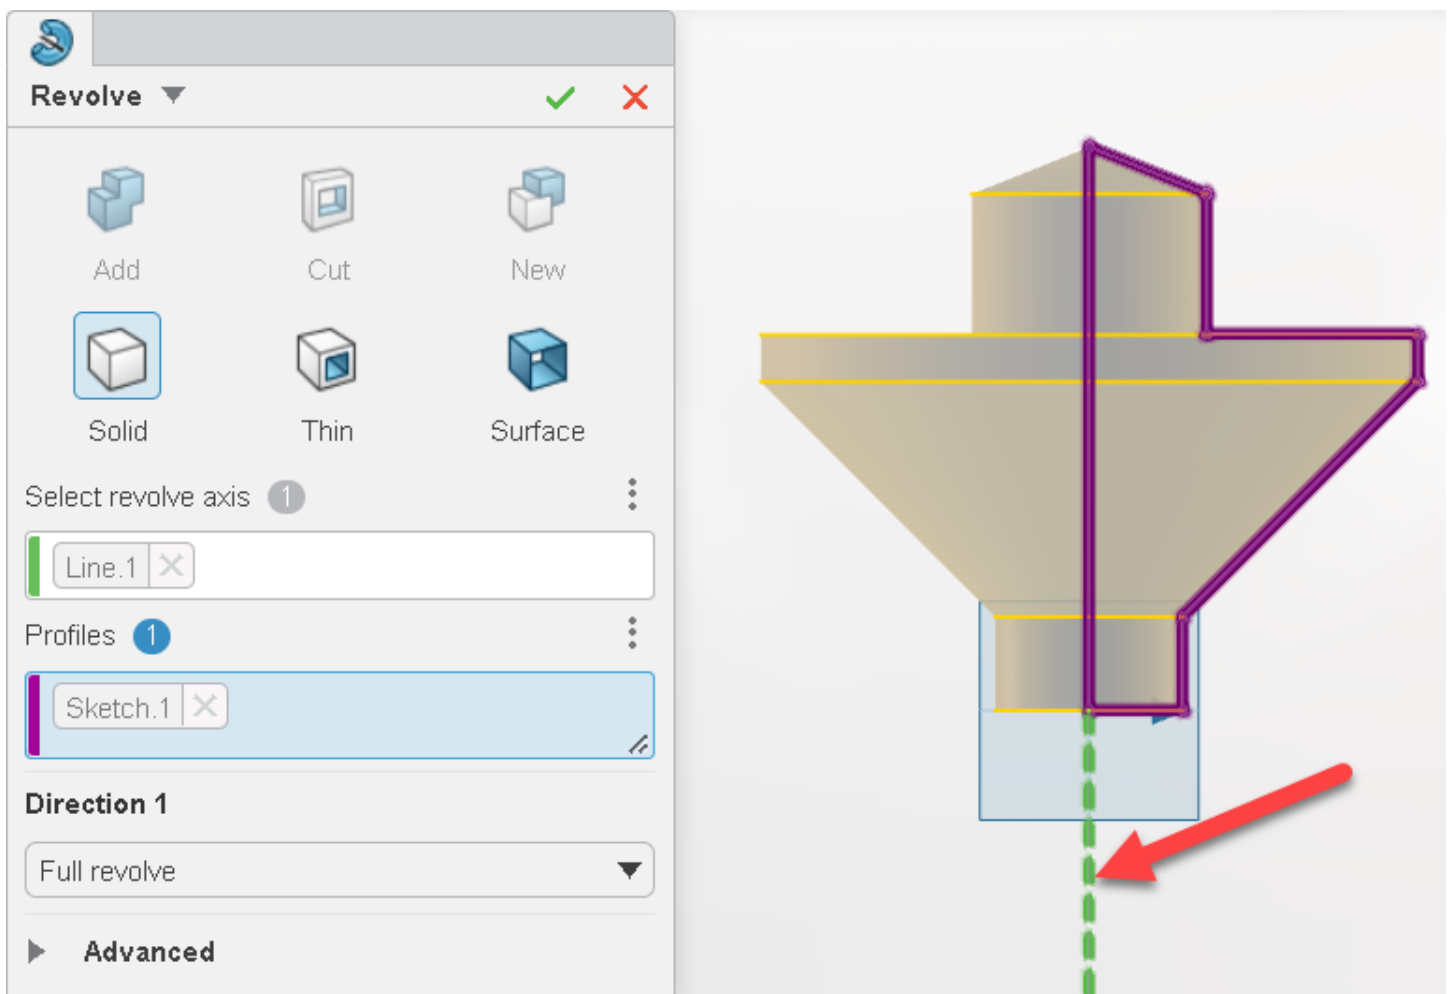 Revolve
Add Cut New
Solid Thin Surface
Select revolve axis 1
Line.1
Profiles 1
Sketch.1
Direction 1
Full revolve
Advanced